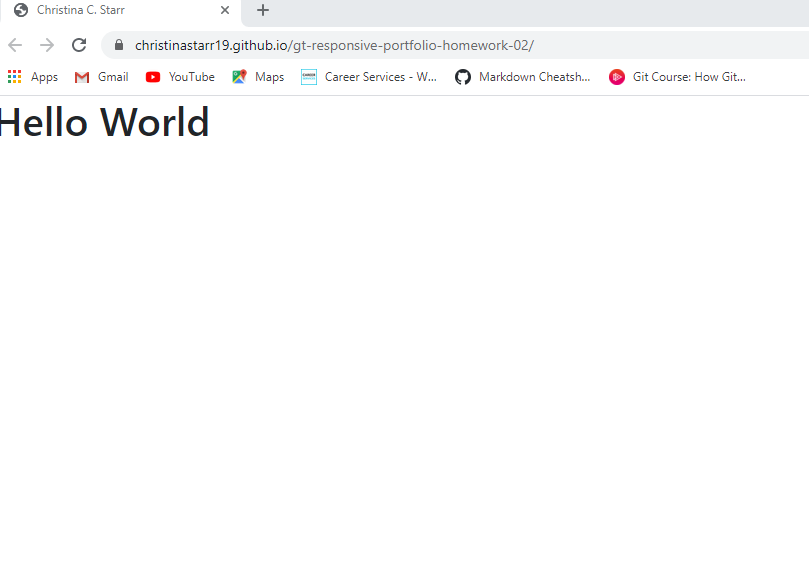 Christina C. Starr
christinastarr19.github.io/gt-responsive-portfolio-homework-02/
Apps Gmail YouTube Maps Career Services - W... Markdown Cheatsh... Git Course: How Git...
Hello World